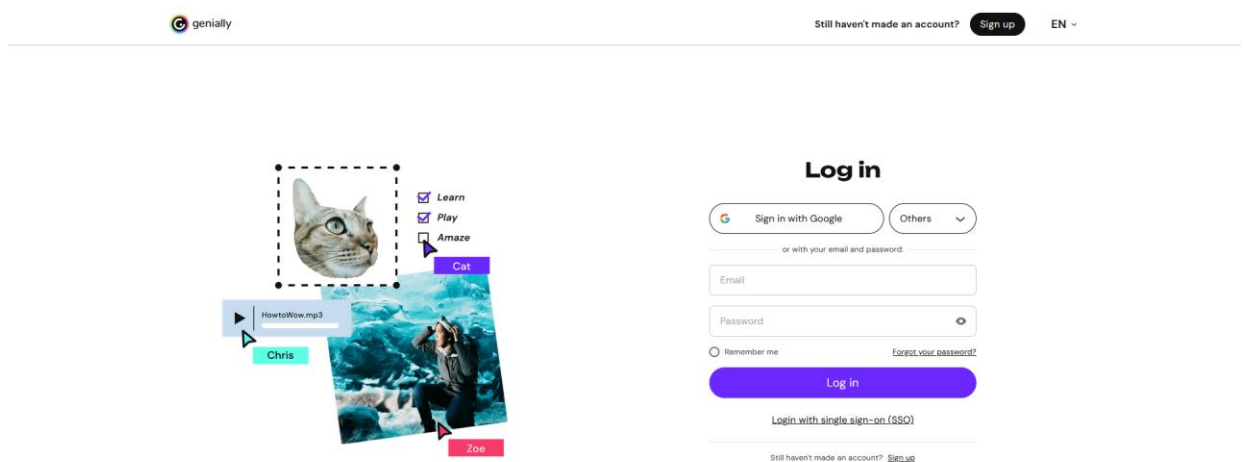 genially
Still haven't made an account? Sign up EN
Learn
Play
Amaze
Cat
HowtoWow.mp3
Chris
Zoe
Log in
Sign in with Google Others
or with your email and password:
Email
Password
Remember me Forgot your password?
Log in
Login with single sign-on (SSO)
Still haven't made an account? Sign up